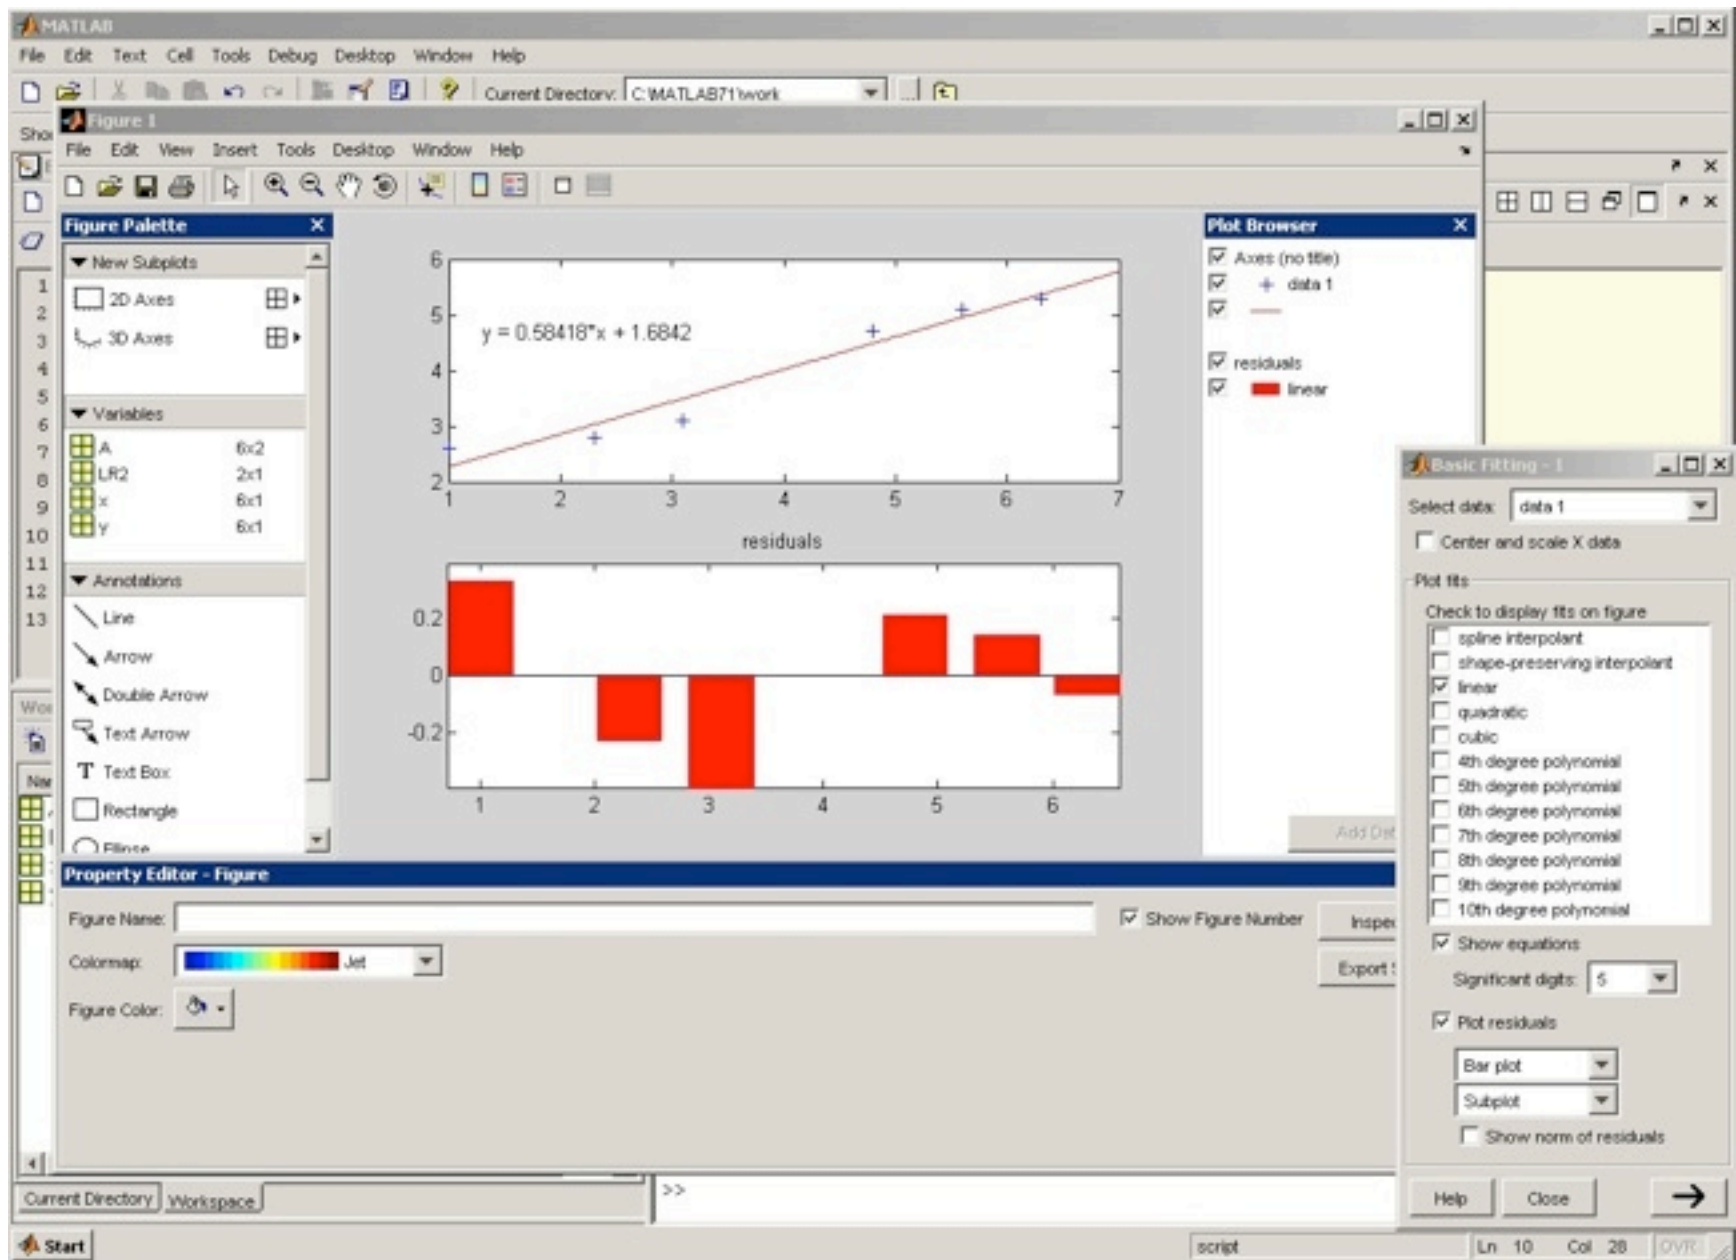 MATLAB
File Edit Text Cell Tools Debug Desktop Window Help
Current Directory: C:\MATLAB71\work
Figure 1
File Edit View Insert Tools Desktop Window Help
Figure Palette
New Subplots
2D Axes
3D Axes
Variables
A 6x2
LR2 2x1
x 6x1
y 6x1
Annotations
Line
Arrow
Double Arrow
Text Arrow
T Text Box
Rectangle
Ellipse
1
2
3
4
5
6
7
8
9
10
11
12
13
6
5
4
3
2
y = 0.58418*x + 1.6842
1 2 3 4 5 6 7
residuals
0.2
0
-0.2
1 2 3 4 5 6
Plot Browser
Axes (no title)
data 1
residuals
linear
Property Editor - Figure
Figure Name:
Show Figure Number
Colormap: Jet
Figure Color:
Basic Fitting - 1
Select data: data 1
Center and scale X data
Plot fits
Check to display fits on figure
spline interpolant
shape-preserving interpolant
linear
quadratic
cubic
4th degree polynomial
5th degree polynomial
6th degree polynomial
7th degree polynomial
8th degree polynomial
9th degree polynomial
10th degree polynomial
Show equations
Significant digits: 5
Plot residuals
Bar plot
Subplot
Show norm of residuals
Help Close
Current Directory Workspace
>>
Start
script Ln 10 Col 28 OVR